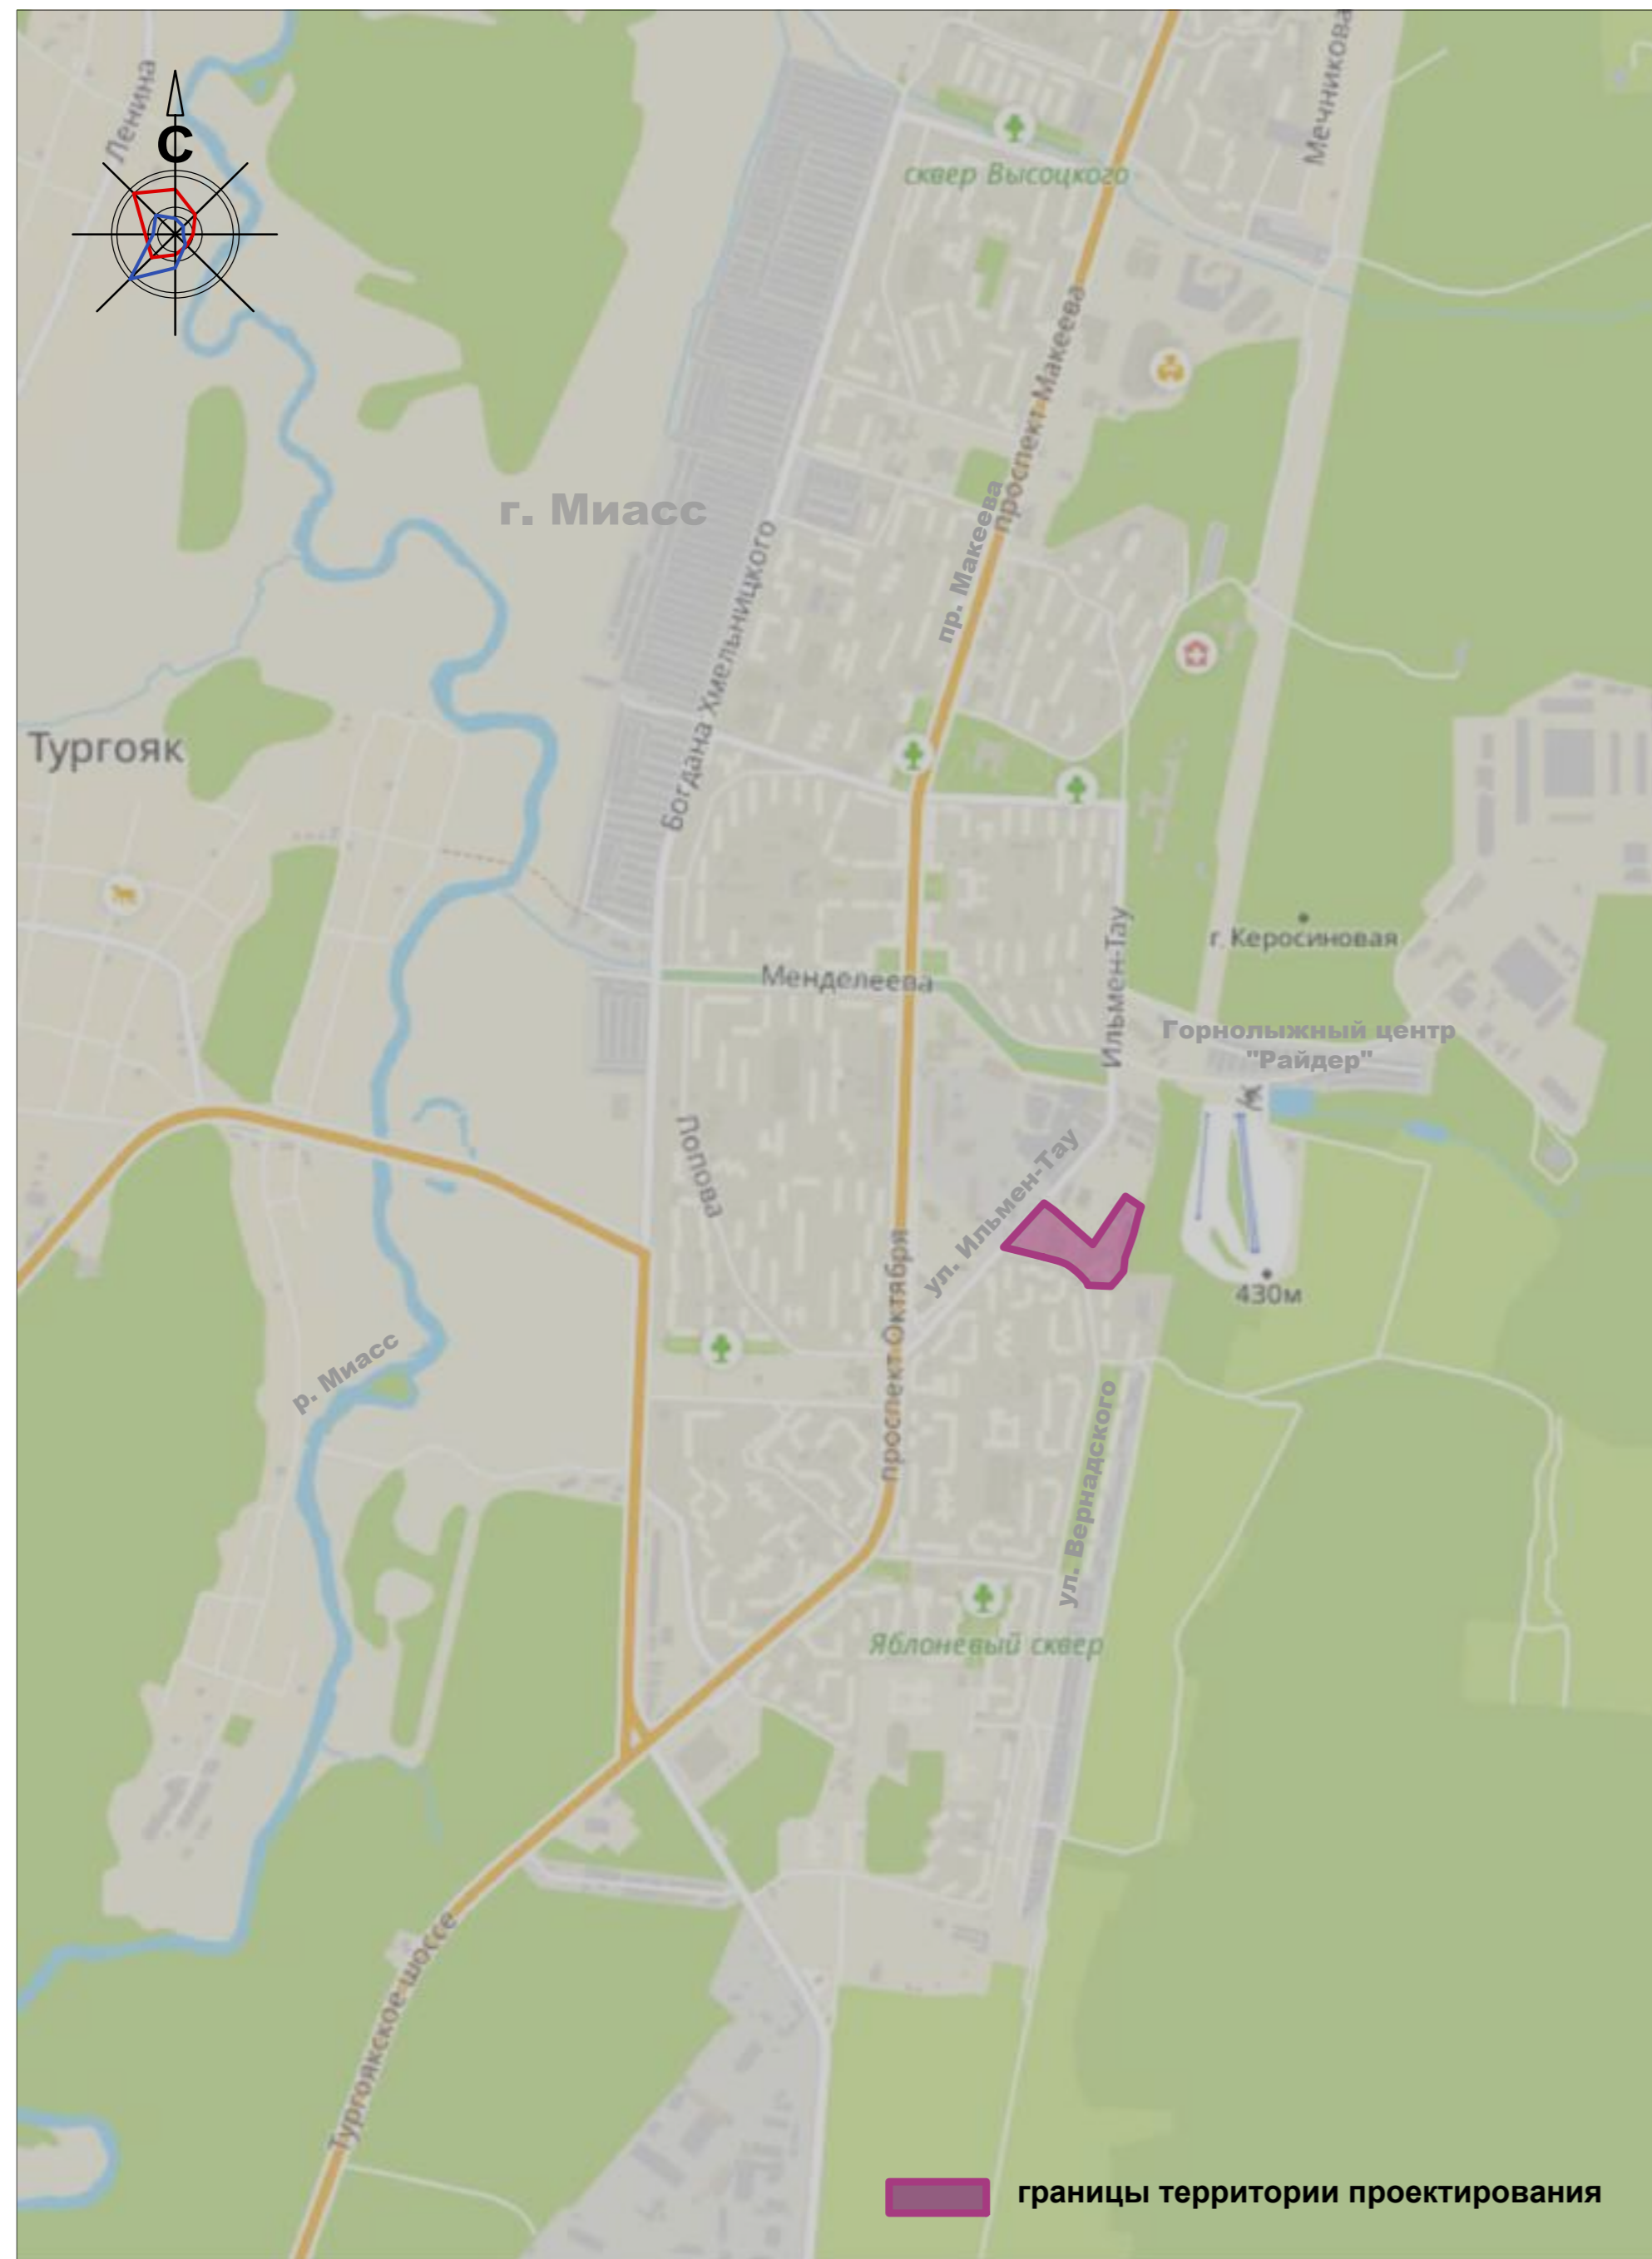 Ленина
Мечникова
С
сквер Высоцкого
проспект Макеева
пр. Макеева
г. Миасс
Богдана Хмельницкого
Тургояк
г. Керосиновая
Ильмен-Тау
Менделеева
Горнолыжный центр
"Райдер"
Попова
ул. Ильмен-Тау
430м
проспект Октября
р. Миасс
ул. Вернадского
Яблоневый сквер
Тургоякское шоссе
границы территории проектирования